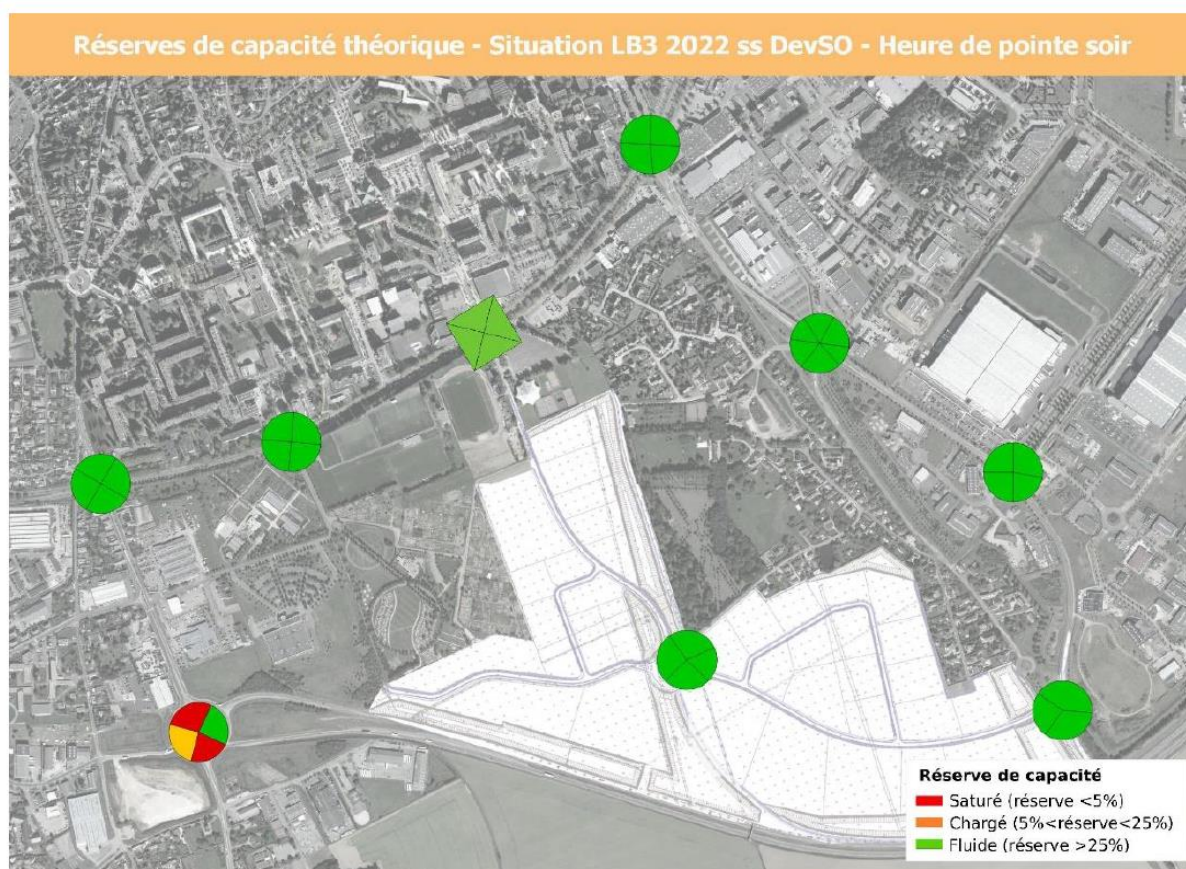 Réserves de capacité théorique - Situation LB3 2022 ss DevSO - Heure de pointe soir
Réserve de capacité
Saturé (réserve <5%)
Chargé (5%<réserve<25%)
Fluide (réserve >25%)